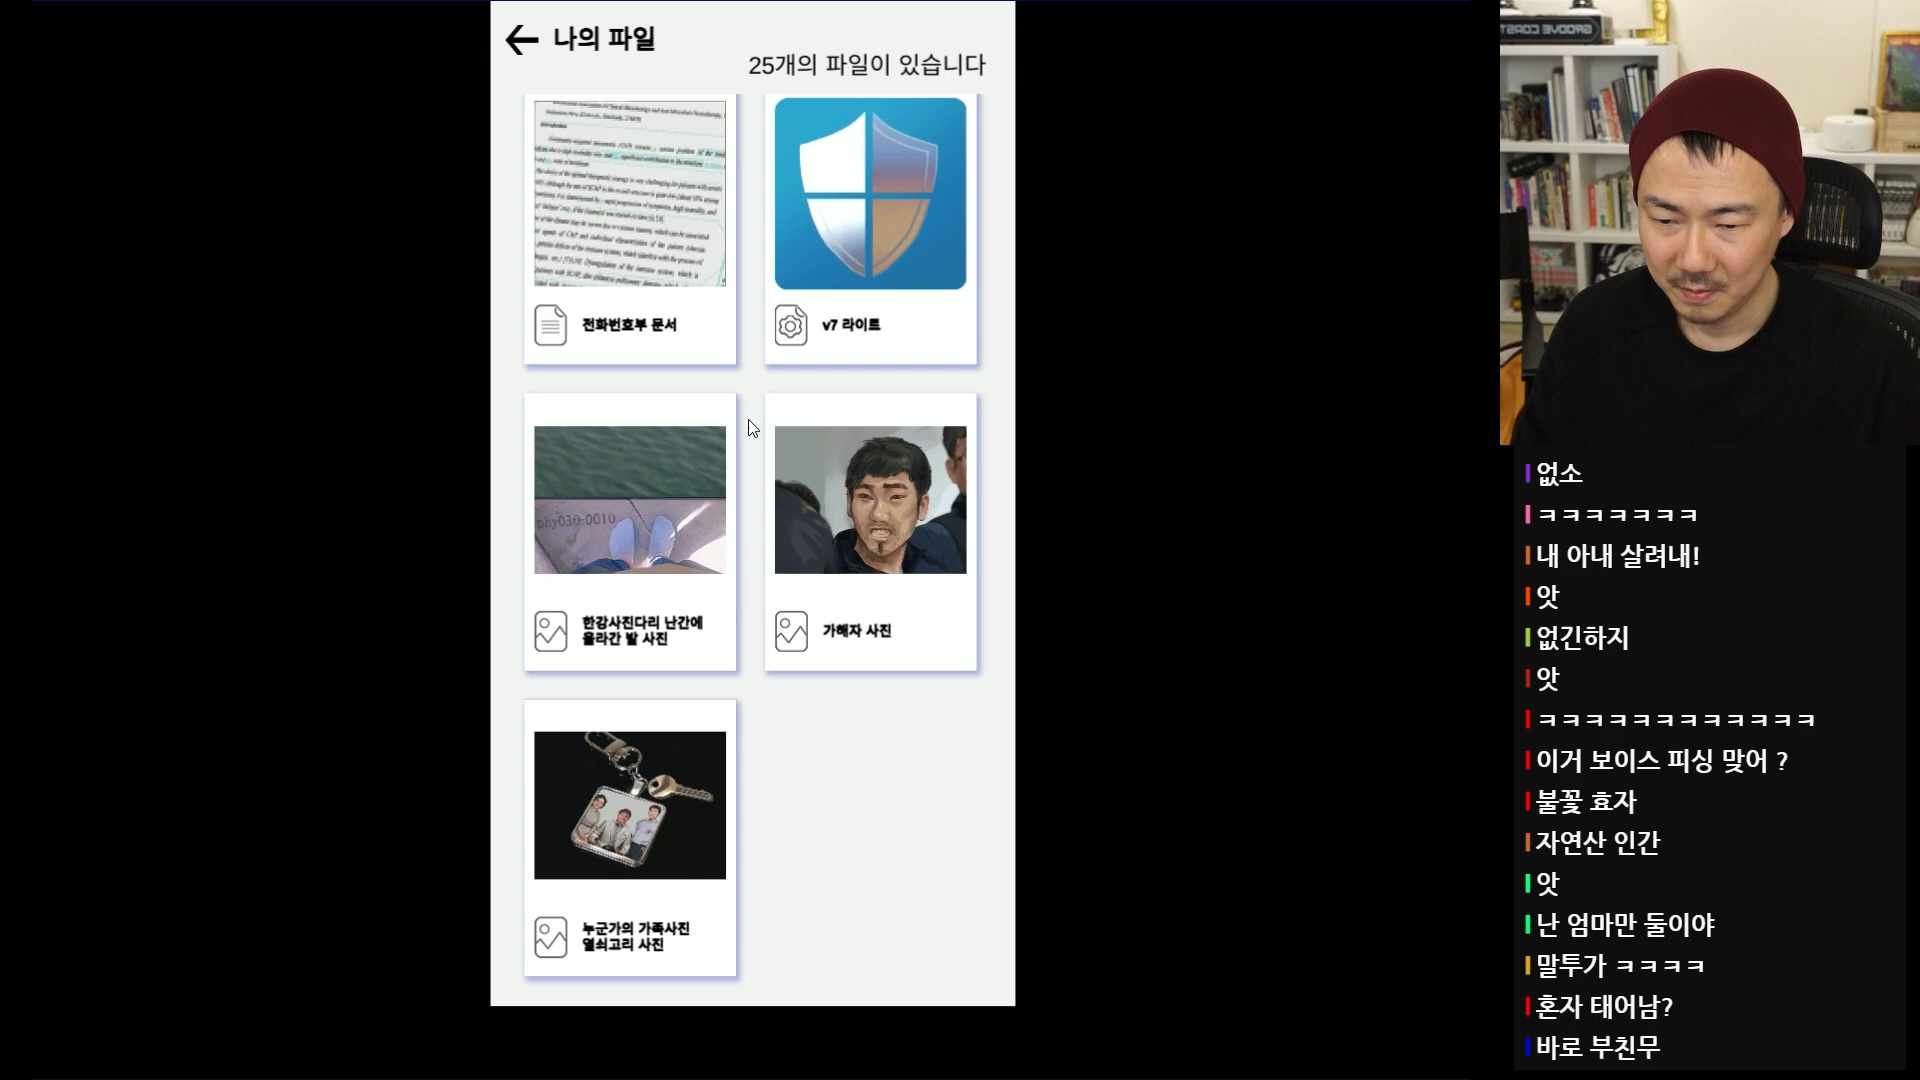 나의 파일
25개의 파일이 있습니다
전화번호부 문서
v7 라이트
phy030-0010
한강사진다리 난간에
올라간 발 사진
가해자 사진
누군가의 가족사진
열쇠고리 사진
GROOVE COAST
없소
ㅋㅋㅋㅋㅋㅋㅋ
내 아내 살려내!
앗
없긴하지
앗
ㅋㅋㅋㅋㅋㅋㅋㅋㅋㅋㅋㅋ
이거 보이스 피싱 맞어 ?
불꽃 효자
자연산 인간
앗
난 엄마만 둘이야
말투가 ㅋㅋㅋㅋ
혼자 태어남?
바로 부친무